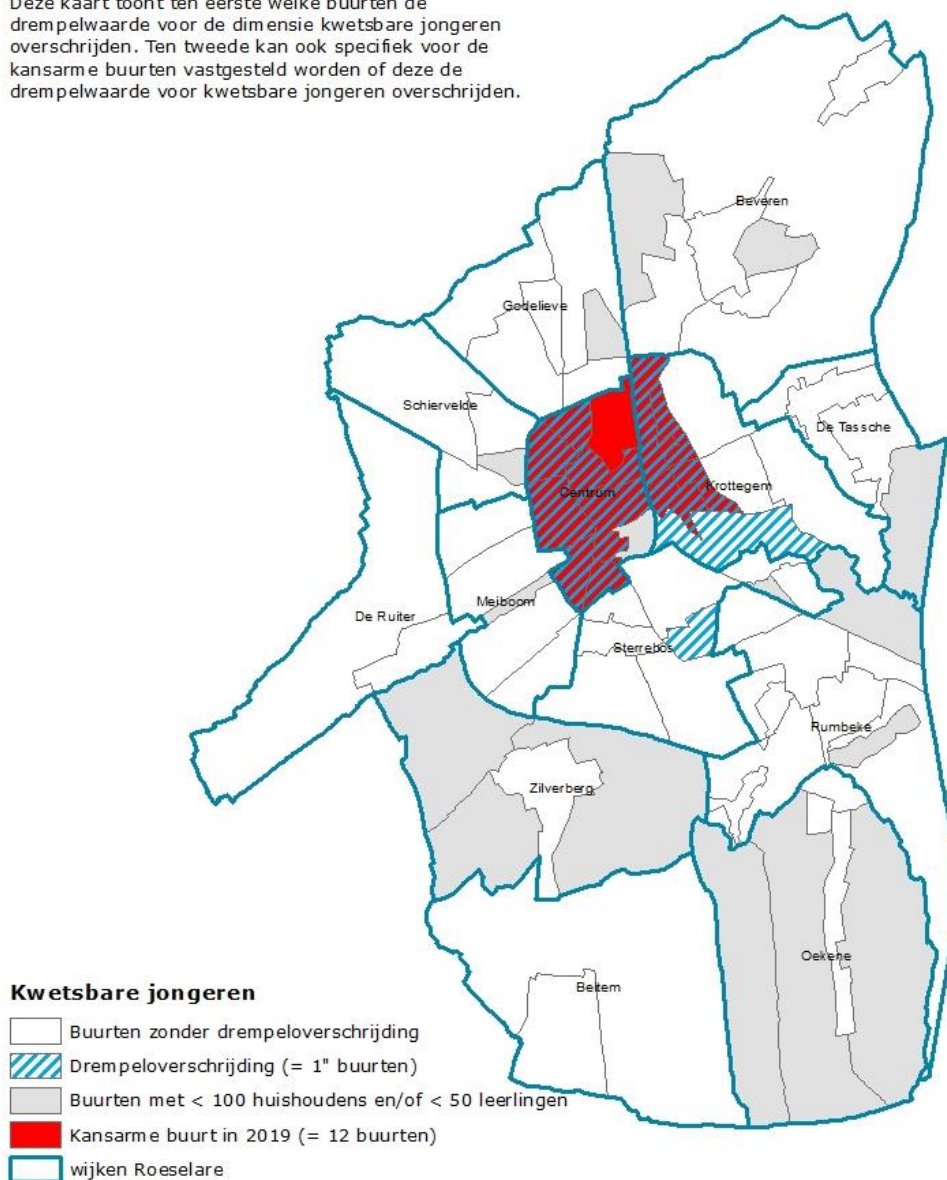 Deze kaart toont ten eerste welke buurten de
drempelwaarde voor de dimensie kwetsbare jongeren
overschrijden. Ten tweede kan ook specifiek voor de
kansarme buurten vastgesteld worden of deze de
drempelwaarde voor kwetsbare jongeren overschrijden.
Beveren
Godelieve
Schiervelde
De Tassche
Krottegem
Centrum
Meiboom
De Ruiter
Sterrebos
Rumbeke
Zilverberg
Oekene
Beitem
Kwetsbare jongeren
Buurten zonder drempeloverschrijding
Drempeloverschrijding (= 1" buurten)
Buurten met < 100 huishoudens en/of < 50 leerlingen
Kansarme buurt in 2019 (= 12 buurten)
wijken Roeselare